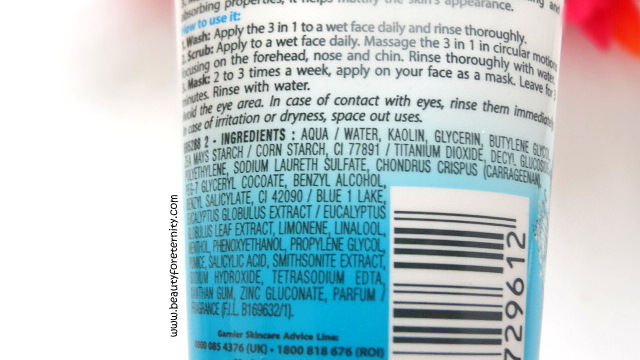 absorbing properties, it helps mattify the skin's appearance.
How to use it:
1. Wash: Apply the 3 in 1 to a wet face daily and rinse thoroughly.
2. Scrub: Apply to a wet face daily. Massage the 3 in 1 in circular motions
focusing on the forehead, nose and chin. Rinse thoroughly with water.
3. Mask: 2 to 3 times a week, apply on your face as a mask. Leave for
minutes. Rinse with water.
Avoid the eye area. In case of contact with eyes, rinse them immediately
In case of irritation or dryness, space out uses.
2 - INGREDIENTS : AQUA / WATER, KAOLIN, GLYCERIN, BUTYLENE GLYCOL,
ZEA MAYS STARCH / CORN STARCH, CI 77891 / TITANIUM DIOXIDE, DECYL GLUCOSIDE,
POLYETHYLENE, SODIUM LAURETH SULFATE, CHONDRUS CRISPUS (CARRAGEENAN),
PEG-7 GLYCERYL COCOATE, BENZYL ALCOHOL,
BENZYL SALICYLATE, CI 42090 / BLUE 1 LAKE,
EUCALYPTUS GLOBULUS EXTRACT / EUCALYPTUS
GLOBULUS LEAF EXTRACT, LIMONENE, LINALOOL,
MENTHOL, PHENOXYETHANOL, PROPYLENE GLYCOL,
PUMICE, SALICYLIC ACID, SMITHSONITE EXTRACT,
SODIUM HYDROXIDE, TETRASODIUM EDTA,
XANTHAN GUM, ZINC GLUCONATE, PARFUM /
FRAGRANCE (F.I.L. B169632/1).
Garnier Skincare Advice Line:
0800 085 4376 (UK) • 1800 818 676 (ROI)
729612
www.beautyforeternity.com